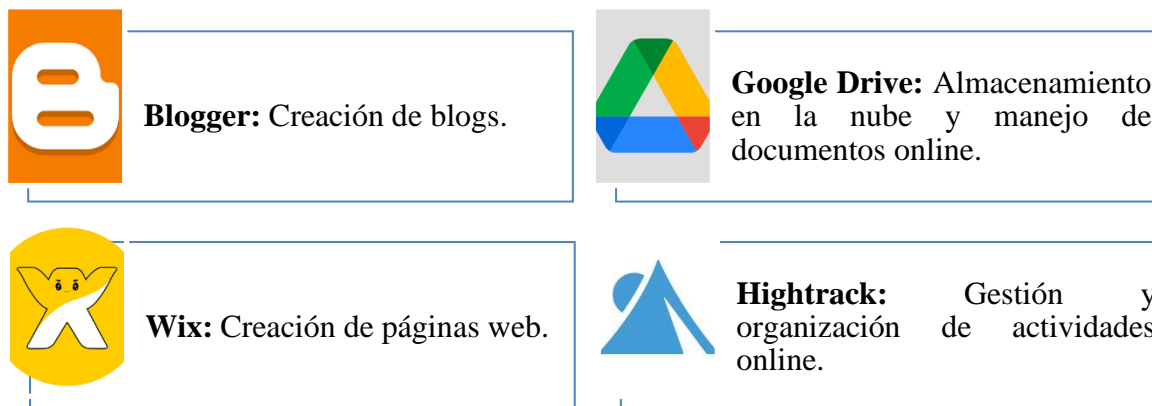 Blogger: Creación de blogs.
Google Drive: Almacenamiento
en la nube y manejo de
documentos online.
Wix: Creación de páginas web.
Hightrack: Gestión y
organización de actividades
online.